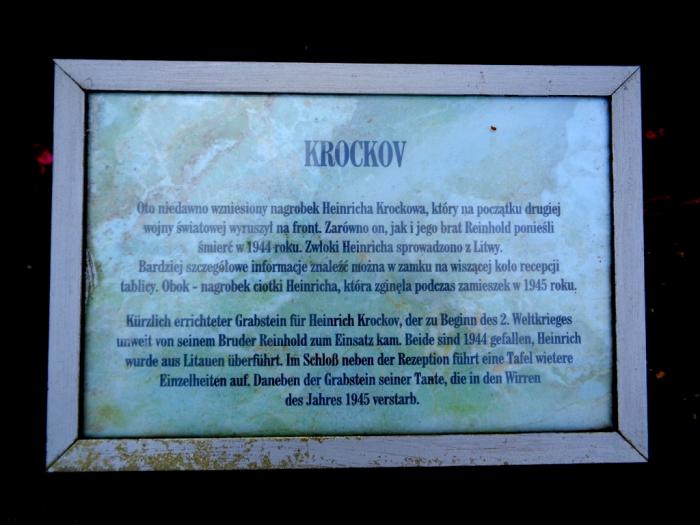 KROCKOV
Oto niedawno wzniesiony nagrobek Heinricha Krockowa, który na początku drugiej
wojny światowej wyruszył na front. Zarówno on, jak i jego brat Reinhold ponieśli
śmierć w 1944 roku. Zwłoki Heinricha sprowadzono z Litwy.
Bardziej szczegółowe informacje znaleźć można w zamku na wiszącej koło recepcji
tablicy. Obok - nagrobek ciotki Heinricha, która zginęła podczas zamieszek w 1945 roku.
Kürzlich errichteter Grabstein für Heinrich Krockov, der zu Beginn des 2. Weltkrieges
unweit von seinem Bruder Reinhold zum Einsatz kam. Beide sind 1944 gefallen, Heinrich
wurde aus Litauen überführt. Im Schloß neben der Rezeption führt eine Tafel wietere
Einzelheiten auf. Daneben der Grabstein seiner Tante, die in den Wirren
des Jahres 1945 verstarb.